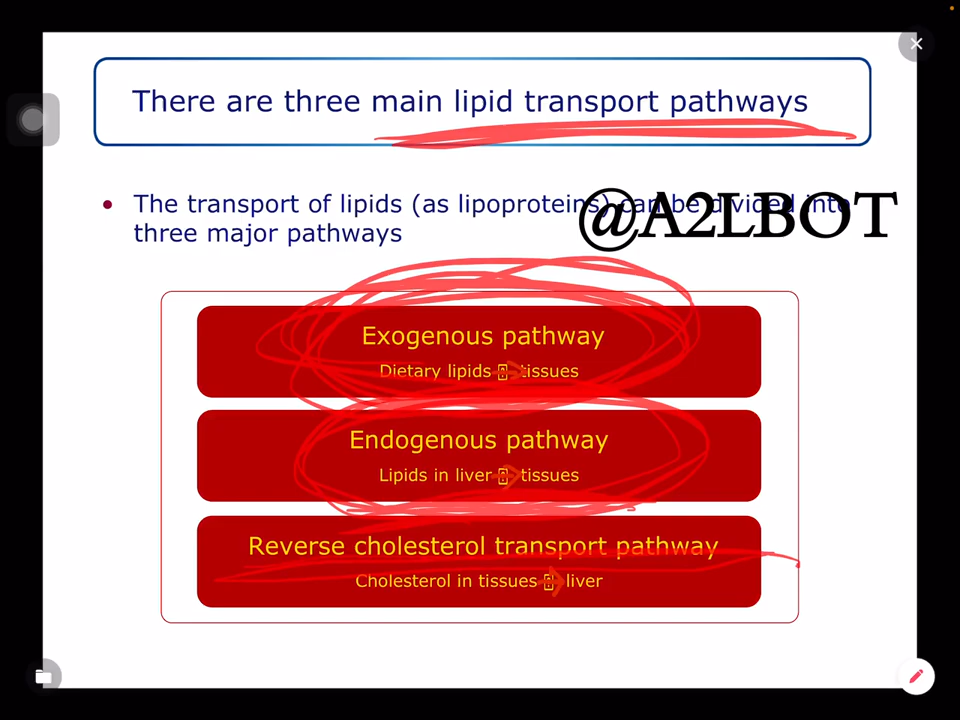 There are three main lipid transport pathways
• The transport of lipids (as lipoproteins) can be divided into
three major pathways
@A2LBOT
Exogenous pathway
Dietary lipids → tissues
Endogenous pathway
Lipids in liver → tissues
Reverse cholesterol transport pathway
Cholesterol in tissues → liver